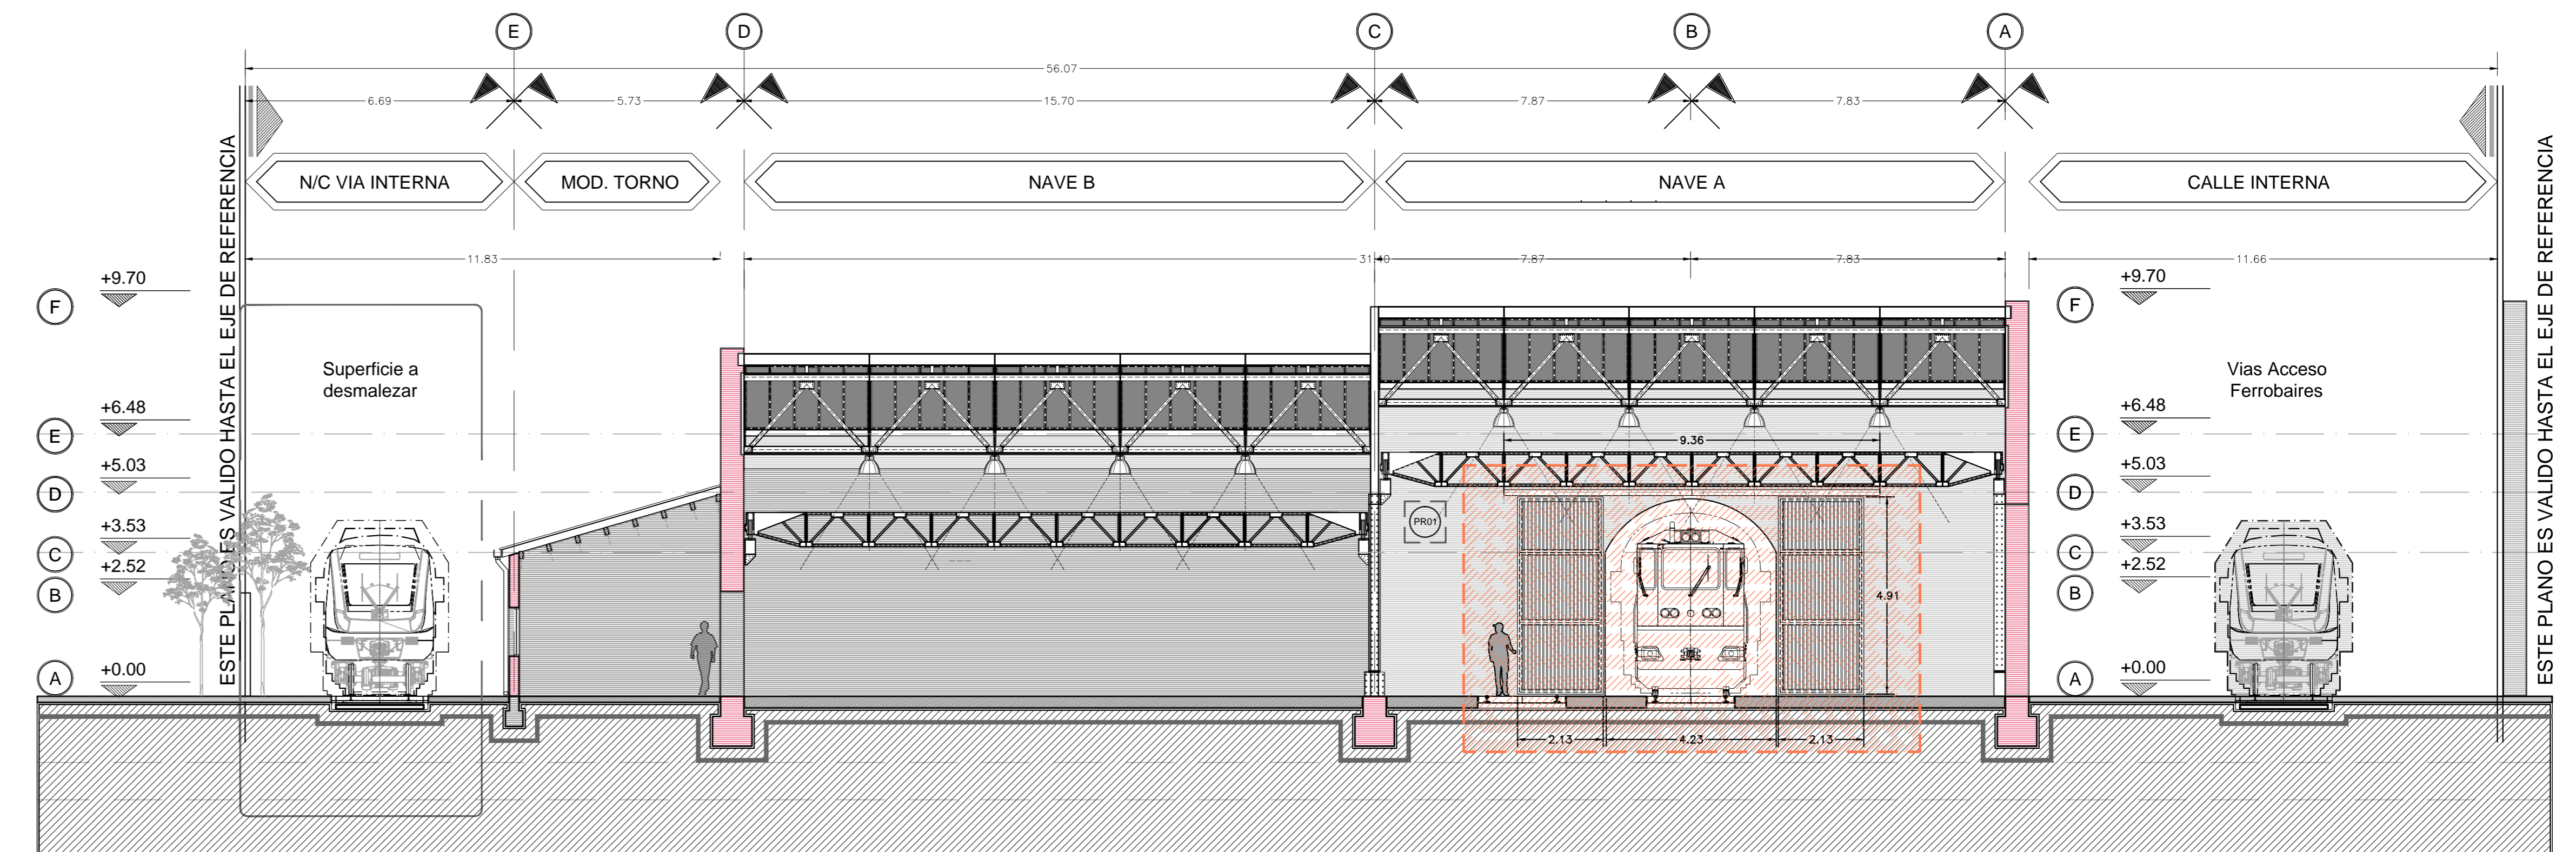 E D C B A
56.07
6.69 5.73 15.70 7.87 7.83
N/C VIA INTERNA MOD. TORNO NAVE B NAVE A CALLE INTERNA
11.83 31.40 7.87 7.83 11.66
ESTE PLANO ES VALIDO HASTA EL EJE DE REFERENCIA
ESTE PLANO ES VALIDO HASTA EL EJE DE REFERENCIA
F +9.70
E +6.48
D +5.03
C +3.53
B +2.52
A +0.00
Superficie a
desmalezar
9.36
PR01
4.91
2.13 4.23 2.13
F +9.70
E +6.48
D +5.03
C +3.53
B +2.52
A +0.00
Vias Acceso
Ferrobaires